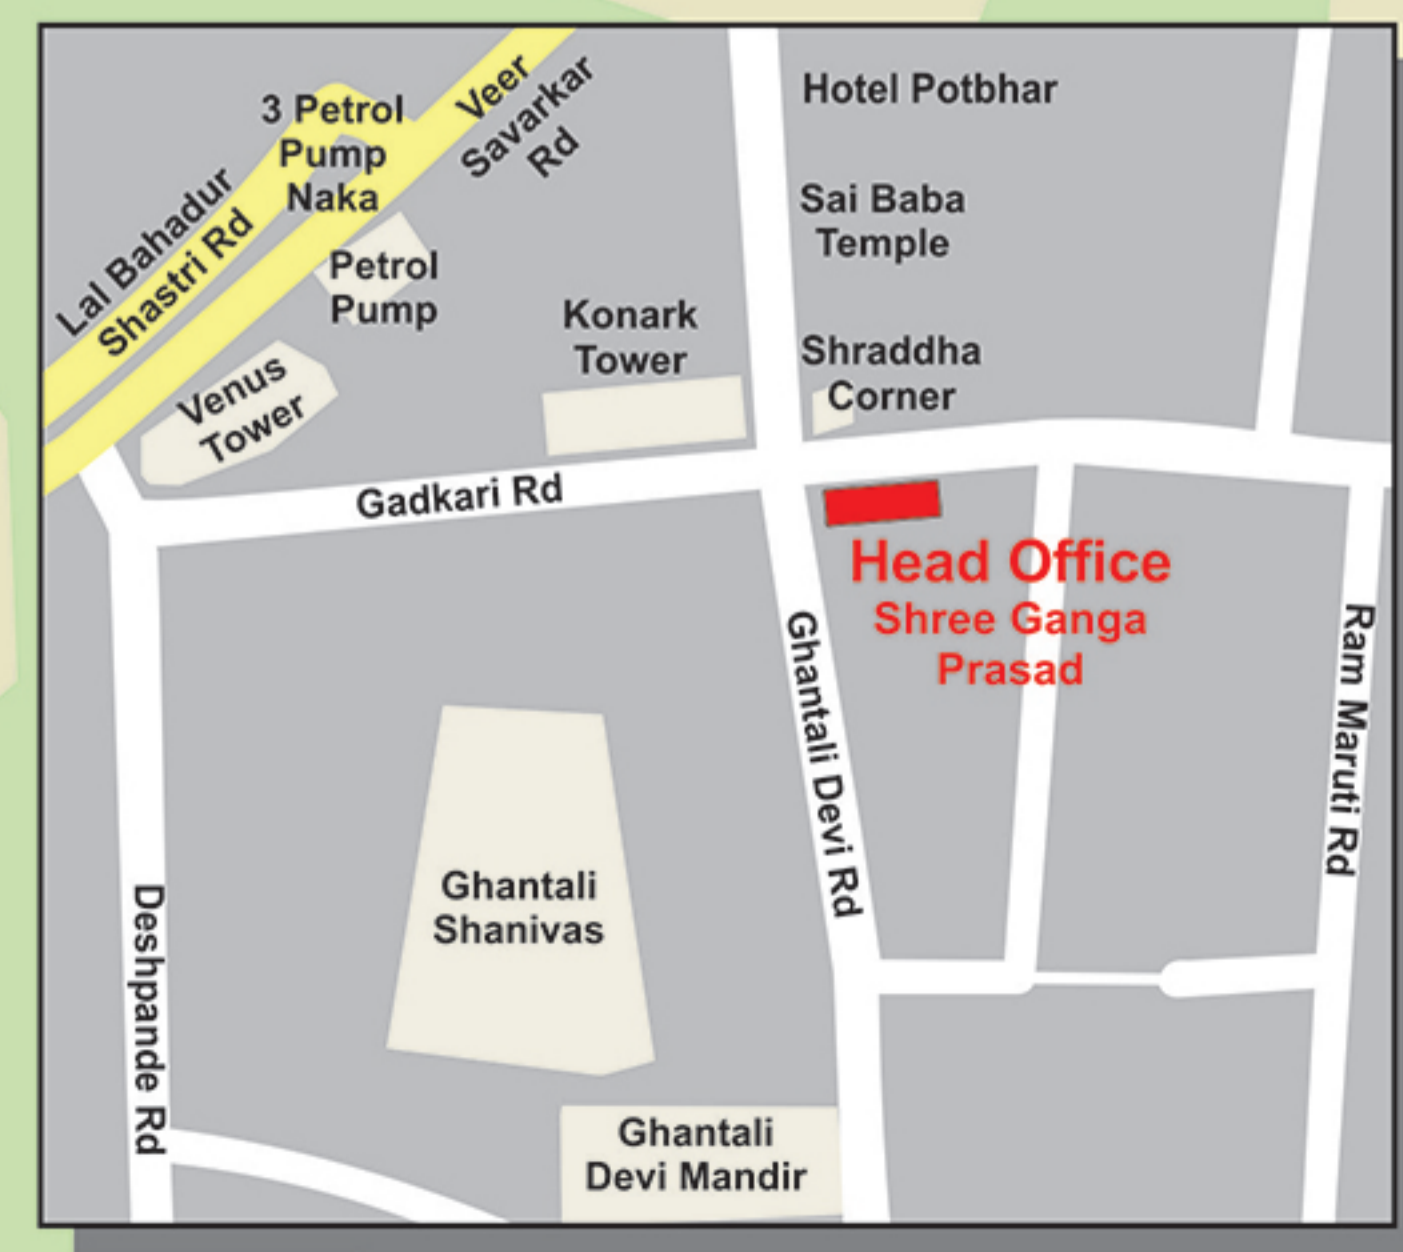 3 Petrol
Pump
Naka
Veer
Savarkar
Rd
Hotel Potbhar
Lal Bahadur
Shastri Rd
Sai Baba
Temple
Petrol
Pump
Konark
Tower
Shraddha
Corner
Venus
Tower
Gadkari Rd
Head Office
Shree Ganga
Prasad
Ghantali Devi Rd
Ram Maruti Rd
Ghantali
Shanivas
Deshpande Rd
Ghantali
Devi Mandir